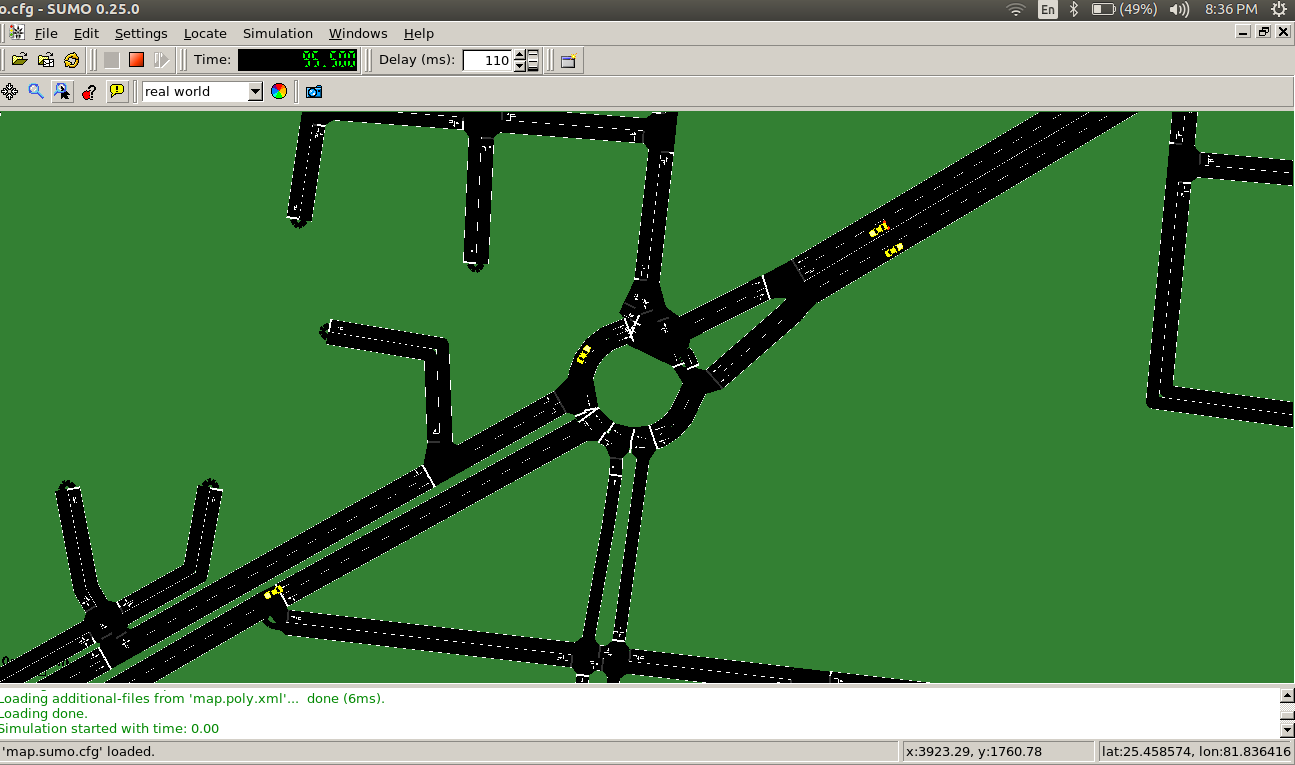 o.cfg - SUMO 0.25.0
En
(49%)
8:36 PM
File Edit Settings Locate Simulation Windows Help
Time: 95.500 Delay (ms): 110
real world
Loading additional-files from 'map.poly.xml'... done (6ms).
Loading done.
Simulation started with time: 0.00
'map.sumo.cfg' loaded.
x:3923.29, y:1760.78
lat:25.458574, lon:81.836416